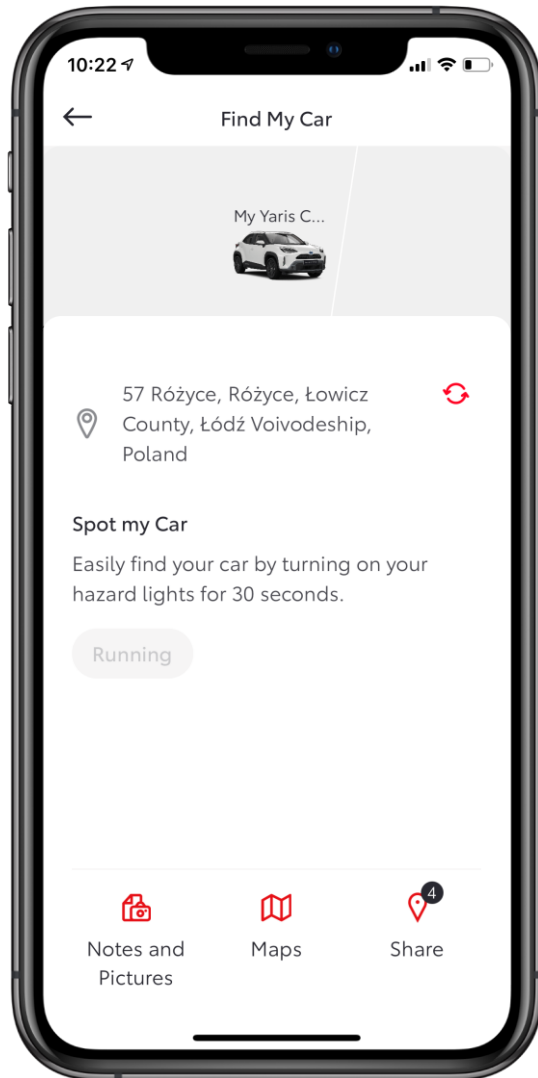 10:22
Find My Car
My Yaris C...
57 Różyce, Różyce, Łowicz
County, Łódź Voivodeship,
Poland
Spot my Car
Easily find your car by turning on your
hazard lights for 30 seconds.
Running
4
Notes and
Pictures
Maps
Share